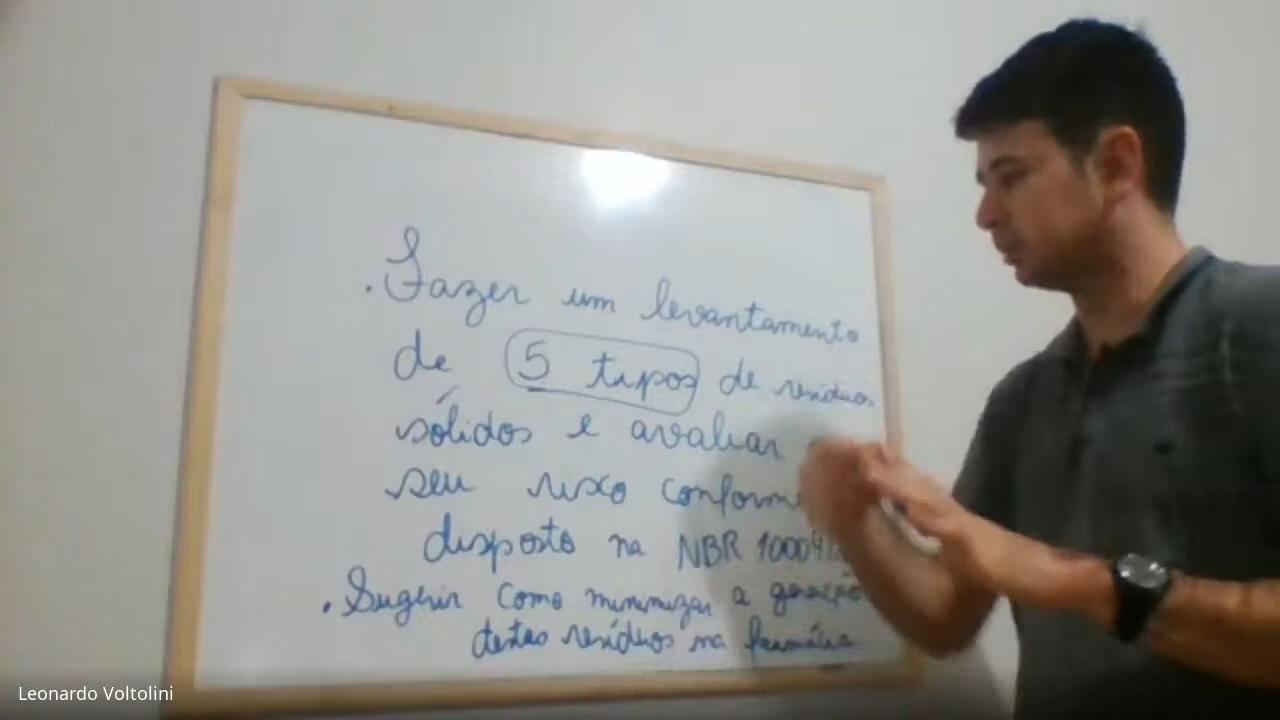 . Fazer um levantamento
de 5 tipos de resíduos
sólidos e avaliar
seu risco conforme
disposto na NBR 10004
. Sugerir como minimizar a geração
destes resíduos na
Leonardo Voltolini